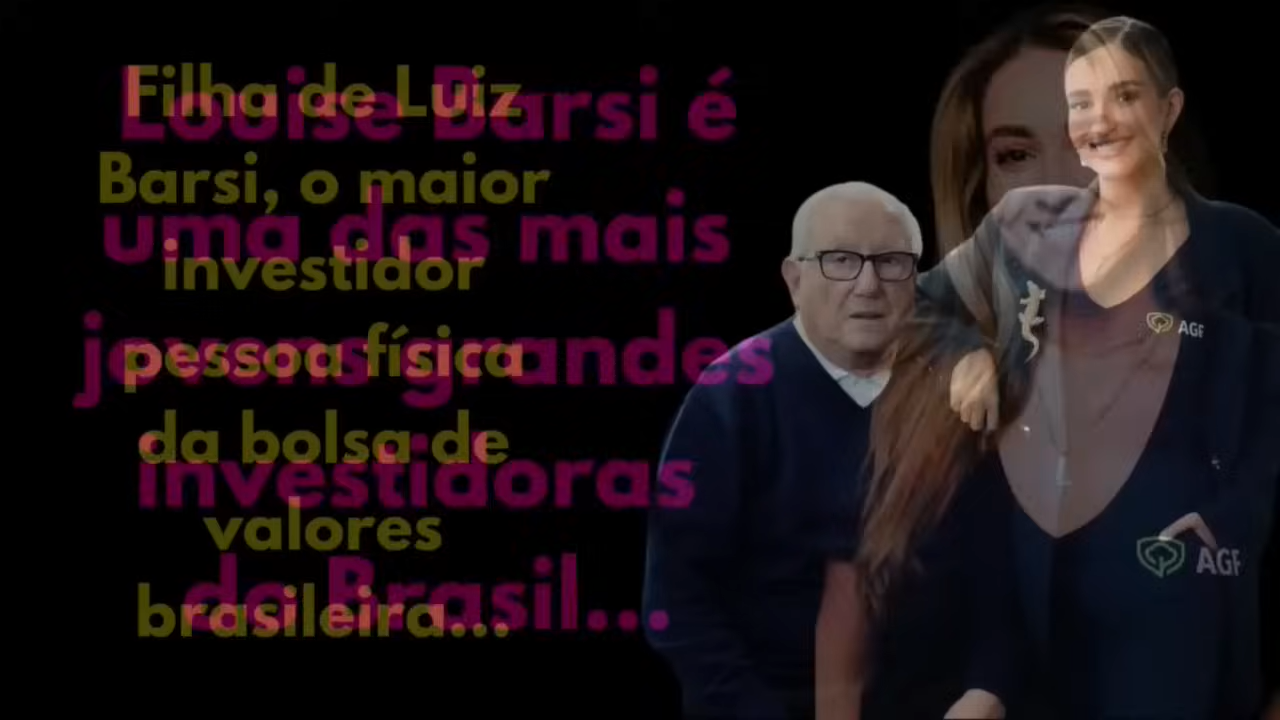 Louise Barsi é
uma das mais
jovens grandes
investidoras
do Brasil...
Filha de Luiz
Barsi, o maior
investidor
pessoa física
da bolsa de
valores
brasileira...
AGF
AGF